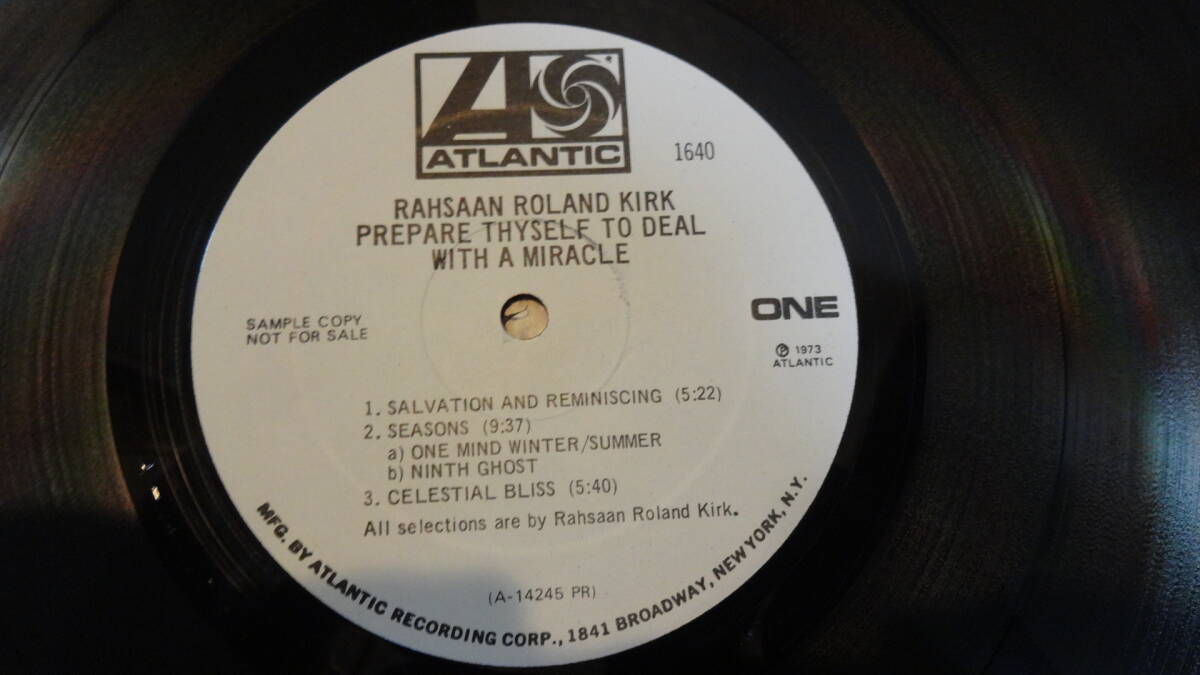 ATLANTIC
1640
RAHSAAN ROLAND KIRK
PREPARE THYSELF TO DEAL
WITH A MIRACLE
SAMPLE COPY
NOT FOR SALE
ONE
℗ 1973
ATLANTIC
1. SALVATION AND REMINISCING (5:22)
2. SEASONS (9:37)
a) ONE MIND WINTER/SUMMER
b) NINTH GHOST
3. CELESTIAL BLISS (5:40)
All selections are by Rahsaan Roland Kirk.
(A-14245 PR)
MFG. BY ATLANTIC RECORDING CORP., 1841 BROADWAY, NEW YORK, N.Y.